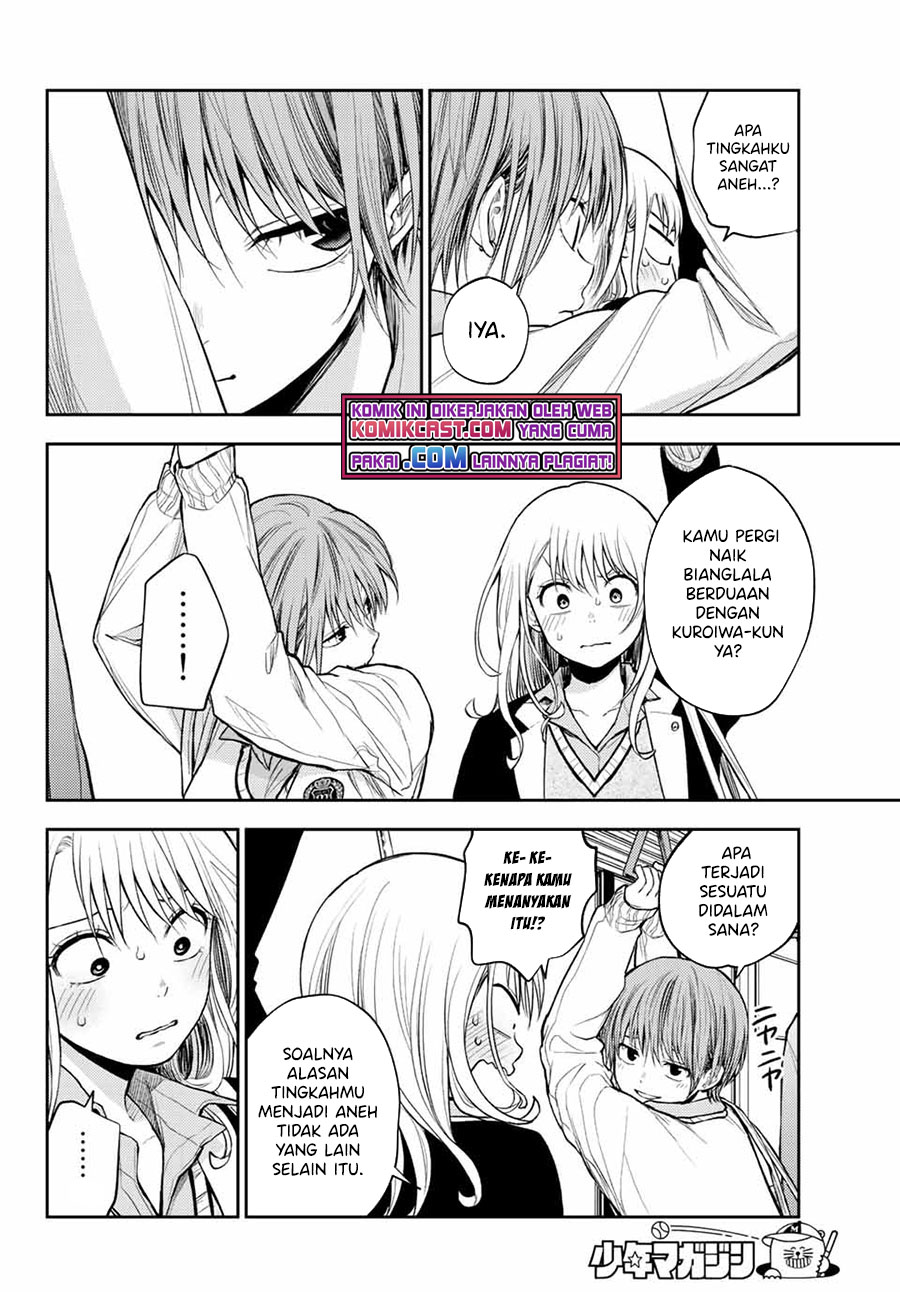 APA
TINGKAHKU
SANGAT
ANEH...?
IYA.
KOMIK INI DIKERJAKAN OLEH WEB
KOMIKCAST.COM YANG CUMA
PAKAI .COM LAINNYA PLAGIAT!
KAMU PERGI
NAIK
BIANGLALA
BERDUAAN
DENGAN
KUROIWA-KUN
YA?
......!
APA
TERJADI
SESUATU
DIDALAM
SANA?
ニヤニヤ
KE- KE-
KENAPA KAMU
MENANYAKAN
ITU!?
SOALNYA
ALASAN
TINGKAHMU
MENJADI ANEH
TIDAK ADA
YANG LAIN
SELAIN ITU.
......
少年マガジン